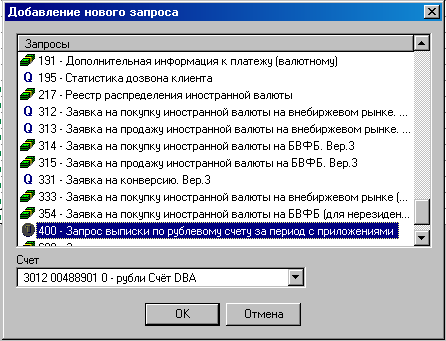 Добавление нового запроса
Запросы
191 - Дополнительная информация к платежу (валютному)
Q 195 - Статистика дозвона клиента
217 - Реестр распределения иностранной валюты
Q 312 - Заявка на покупку иностранной валюты на внебиржевом рынке. ...
Q 313 - Заявка на продажу иностранной валюты на внебиржевом рынке. ...
314 - Заявка на покупку иностранной валюты на БВФБ. Вер.3
315 - Заявка на продажу иностранной валюты на БВФБ. Вер.3
Q 331 - Заявка на конверсию. Вер.3
333 - Заявка на покупку иностранной валюты на внебиржевом рынке (...
354 - Заявка на покупку иностранной валюты на БВФБ (для нерезиден...
400 - Запрос выписки по рублевому счету за период с приложениями
Счет
3012 00488901 0 - рубли Счёт DBA
OK
Отмена